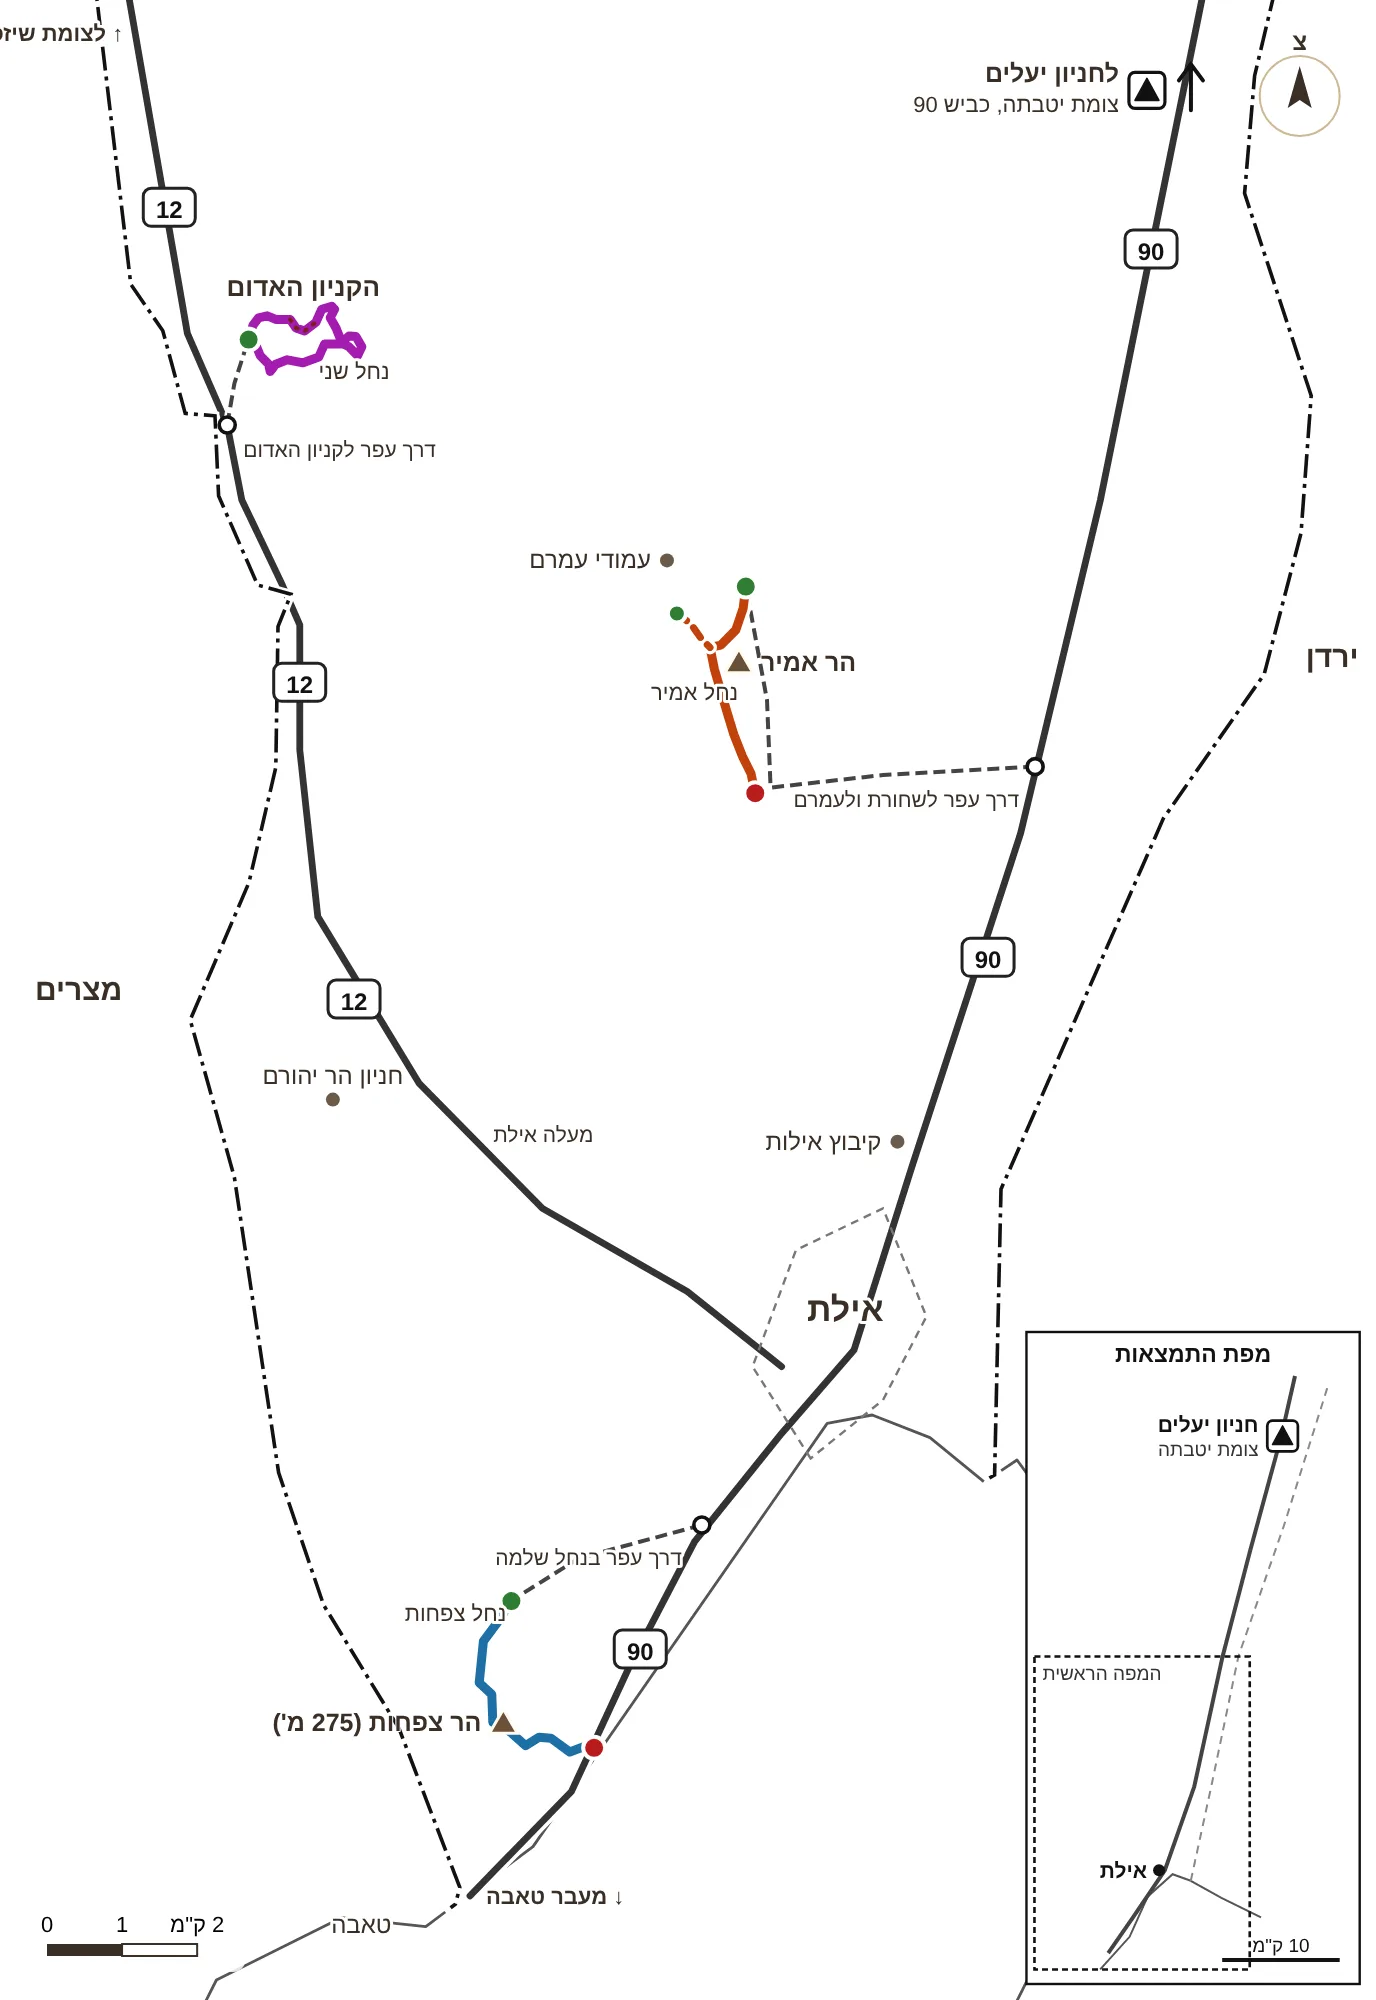 ↑ לצומת שיזפ
צ
לחניון יעלים
צומת יטבתה, כביש 90
12
90
הקניון האדום
נחל שני
דרך עפר לקניון האדום
עמודי עמרם
הר אמיר
ירדן
12
נחל אמיר
דרך עפר לשחורת ולעמרם
90
מצרים
12
חניון הר יהורם
מעלה אילת
קיבוץ אילות
אילת
מפת התמצאות
חניון יעלים
צומת יטבתה
דרך עפר בנחל שלמה
נחל צפחות
90
המפה הראשית
הר צפחות (275 מ')
אילת
↓ מעבר טאבה
טאבה
0 1 2 ק"מ
10 ק"מ